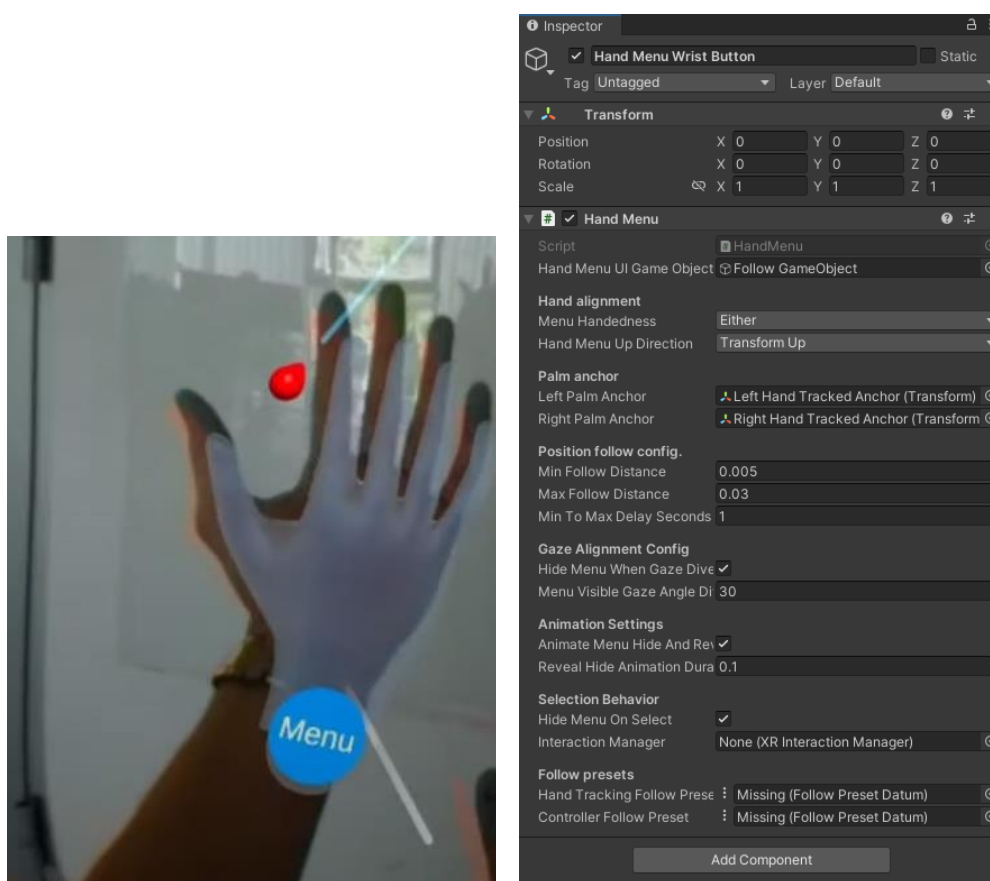 Menu
Inspector
Hand Menu Wrist Button Static
Tag Untagged Layer Default
Transform
Position X 0 Y 0 Z 0
Rotation X 0 Y 0 Z 0
Scale X 1 Y 1 Z 1
# Hand Menu
Script # HandMenu
Hand Menu UI Game Object Follow GameObject
Hand alignment
Menu Handedness Either
Hand Menu Up Direction Transform Up
Palm anchor
Left Palm Anchor Left Hand Tracked Anchor (Transform)
Right Palm Anchor Right Hand Tracked Anchor (Transform
Position follow config.
Min Follow Distance 0.005
Max Follow Distance 0.03
Min To Max Delay Seconds 1
Gaze Alignment Config
Hide Menu When Gaze Dive
Menu Visible Gaze Angle Di 30
Animation Settings
Animate Menu Hide And Rev
Reveal Hide Animation Dura 0.1
Selection Behavior
Hide Menu On Select
Interaction Manager None (XR Interaction Manager)
Follow presets
Hand Tracking Follow Prese Missing (Follow Preset Datum)
Controller Follow Preset Missing (Follow Preset Datum)
Add Component